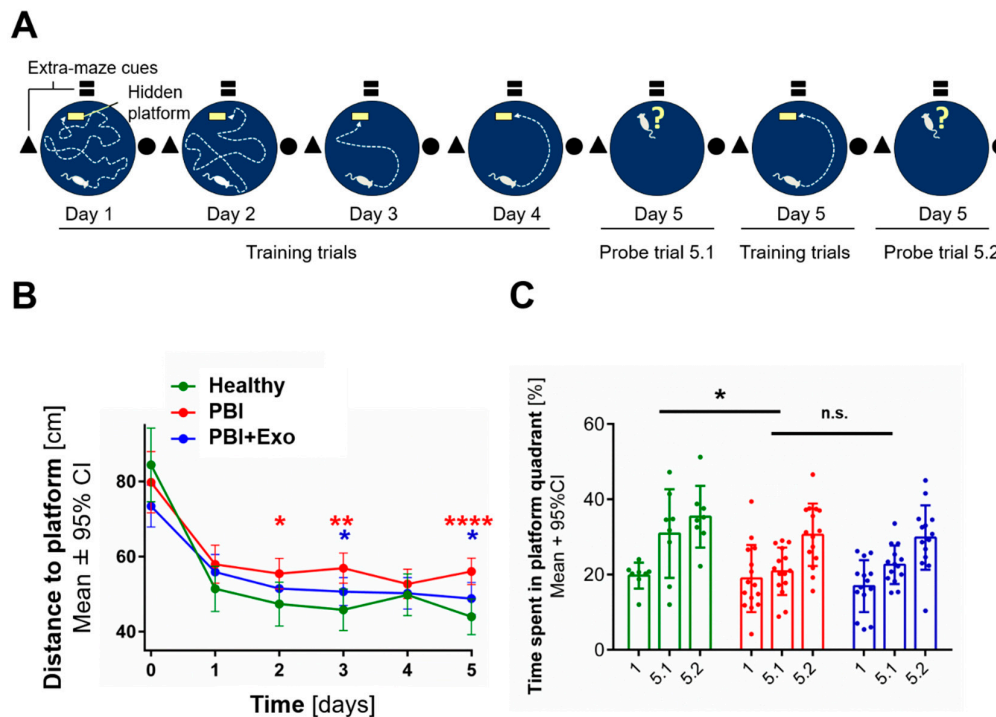 A
Extra-maze cues
Hidden
platform
?
?
Day 1
Day 2
Day 3
Day 4
Day 5
Day 5
Day 5
Training trials
Probe trial 5.1
Training trials
Probe trial 5.2
B
Healthy
PBI
PBI+Exo
Distance to platform [cm]
Mean ± 95% CI
80
60
40
*
**
*
****
*
0 1 2 3 4 5
Time [days]
C
Time spent in platform quadrant [%]
Mean + 95%CI
60
40
20
0
*
n.s.
1 5.1 5.2 1 5.1 5.2 1 5.1 5.2